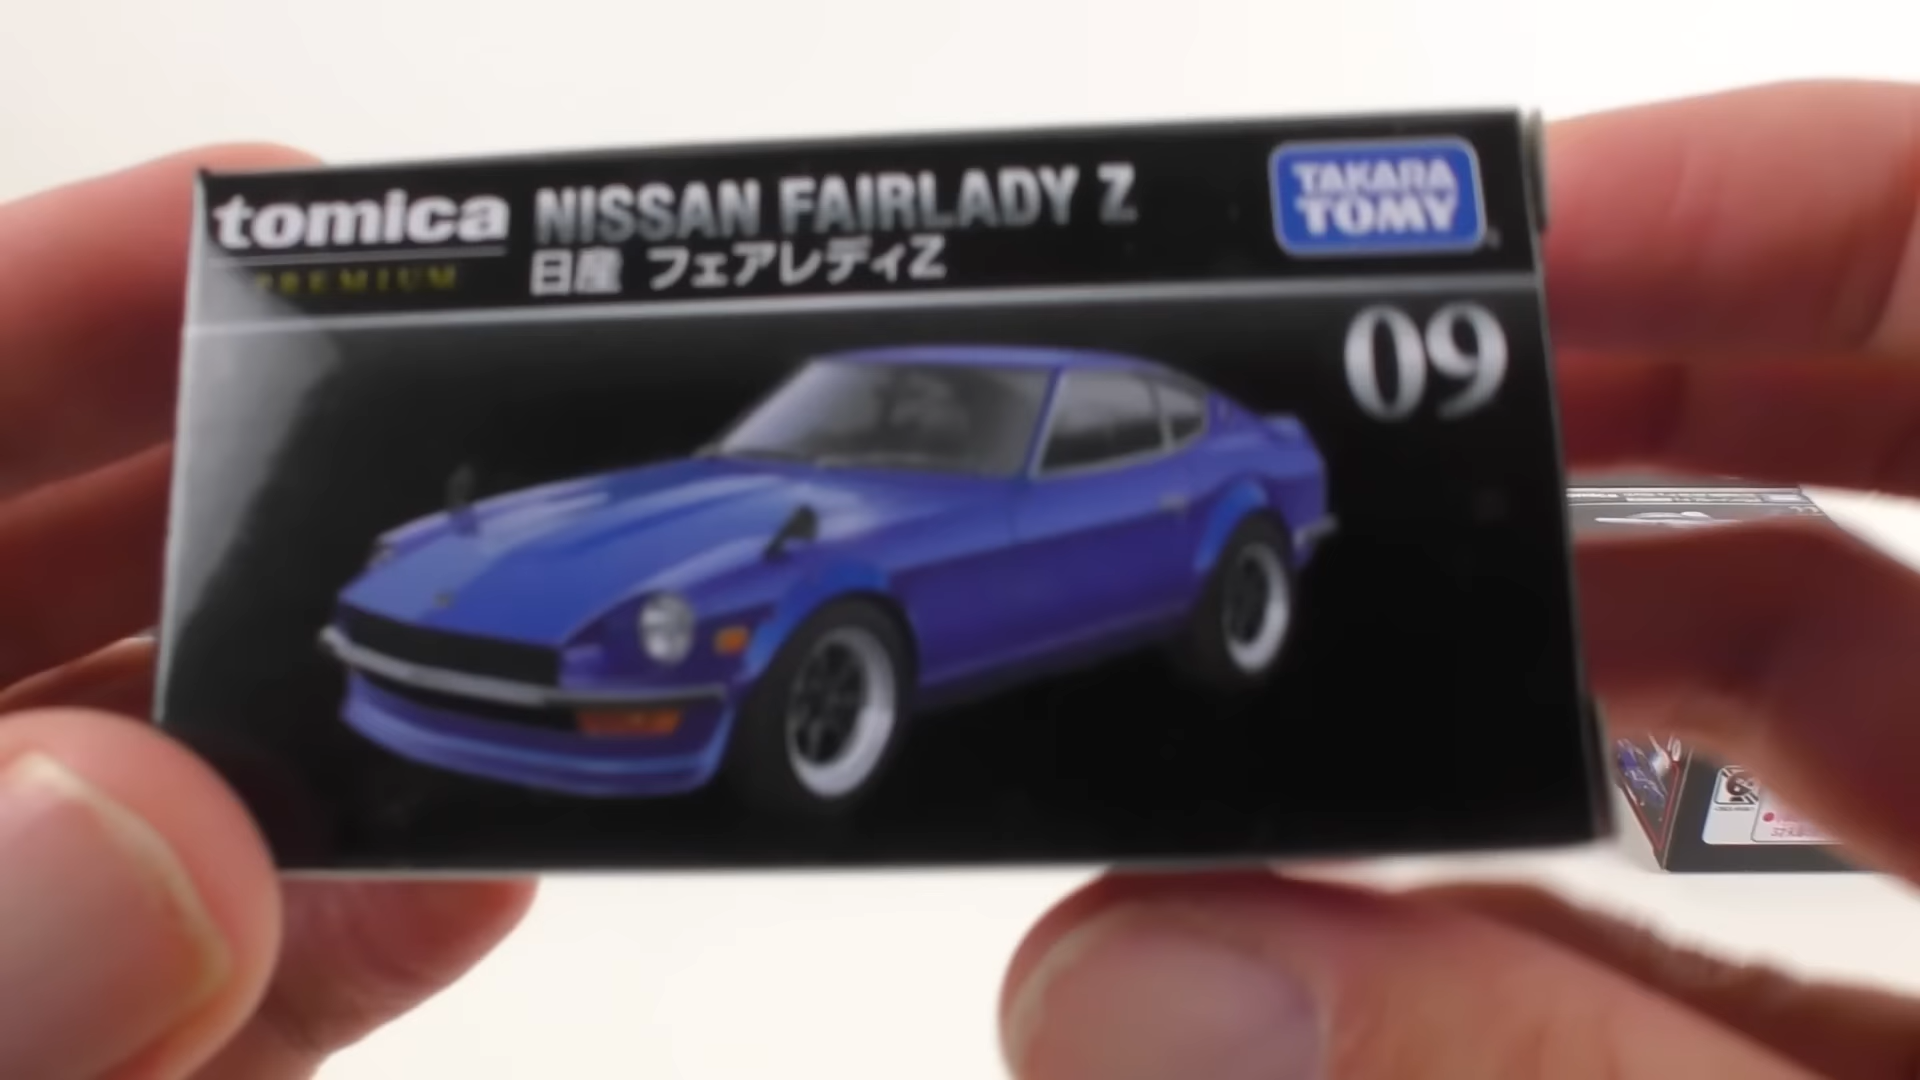 tomica
PREMIUM
NISSAN FAIRLADY Z
日産 フェアレディZ
TAKARA
TOMY
09